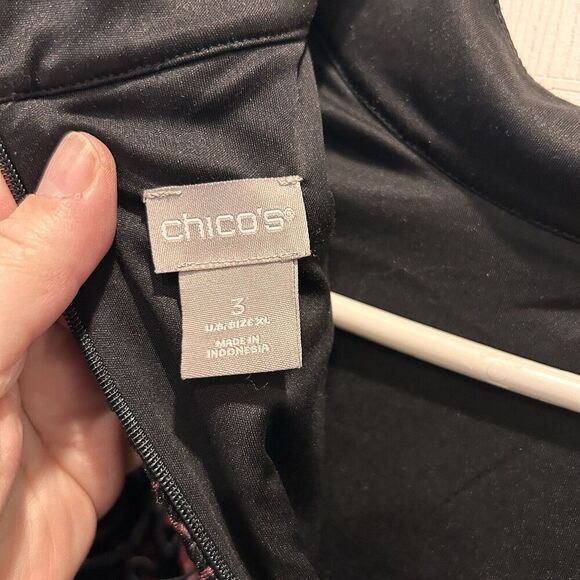 chico's®
3
U.S. SIZE XL
MADE IN
INDONESIA